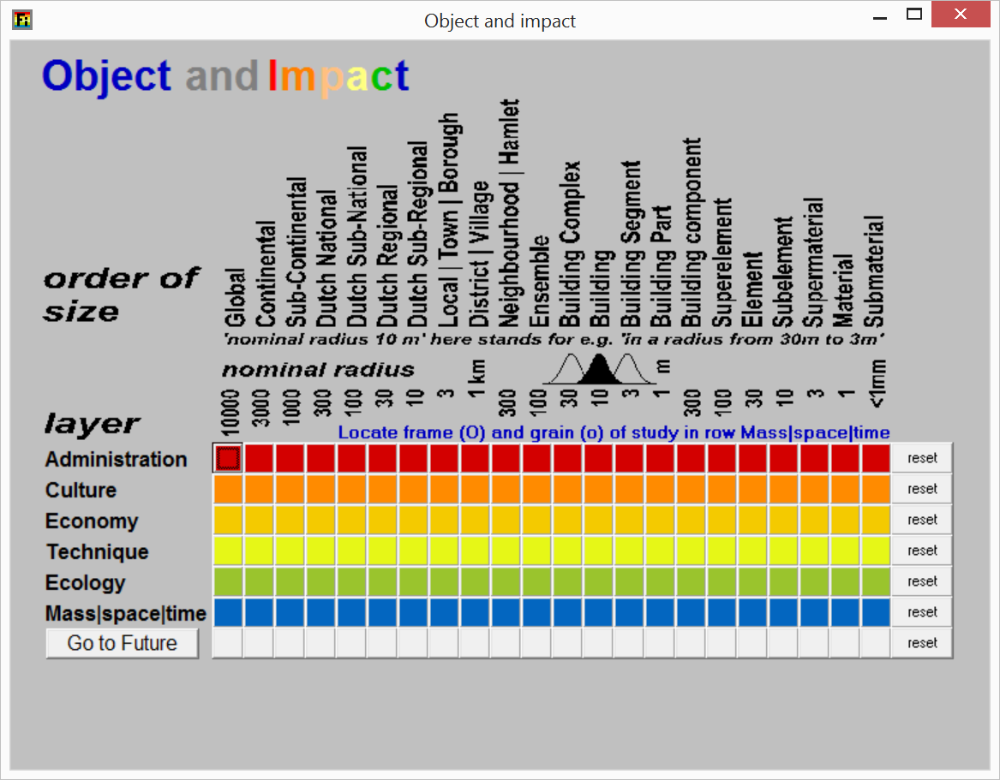 Fi
Object and impact
Object and Impact
order of
size
Global
Continental
Sub-Continental
Dutch National
Dutch Sub-National
Dutch Regional
Dutch Sub-Regional
Local | Town | Borough
District | Village
Neighbourhood | Hamlet
Ensemble
Building Complex
Building
Building Segment
Building Part
Building component
Superelement
Element
Subelement
Supermaterial
Material
Submaterial
'nominal radius 10 m' here stands for e.g. 'in a radius from 30m to 3m'
nominal radius
10000
3000
1000
300
100
30
10
3
1 km
300
100
30
10
3
1 m
300
100
30
10
3
1
<1mm
layer
Locate frame (O) and grain (o) of study in row Mass|space|time
Administration reset
Culture reset
Economy reset
Technique reset
Ecology reset
Mass|space|time reset
Go to Future reset